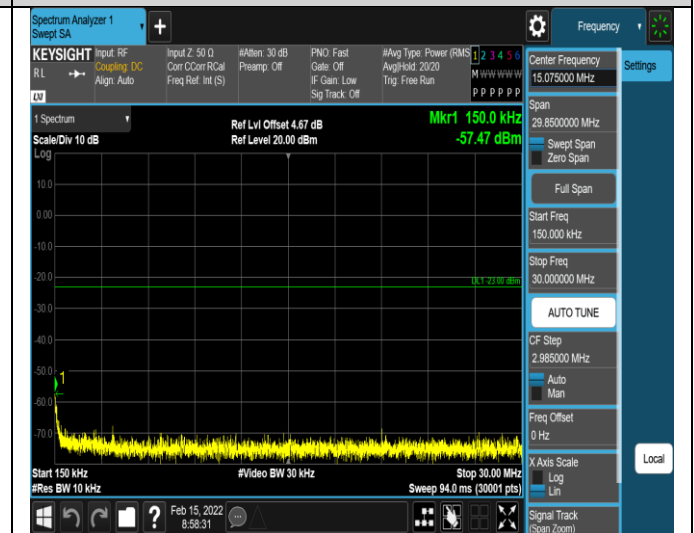 Spectrum Analyzer 1
Swept SA
Frequency
KEYSIGHT
RL
LXI
Input: RF
Coupling: DC
Align: Auto
Input Z: 50 Ω
Corr CCorr RCal
Freq Ref: Int (S)
#Atten: 30 dB
Preamp: Off
PNO: Fast
Gate: Off
IF Gain: Low
Sig Track: Off
#Avg Type: Power (RMS
Avg|Hold: 20/20
Trig: Free Run
1 2 3 4 5 6
M W W W W W
P P P P P P
1 Spectrum
Scale/Div 10 dB
Log
Ref Lvl Offset 4.67 dB
Ref Level 20.00 dBm
Mkr1 150.0 kHz
-57.47 dBm
10.0
0.00
-10.0
-20.0
DL1 -23.00 dBm
-30.0
-40.0
-50.0
1
-60.0
-70.0
Start 150 kHz
#Res BW 10 kHz
#Video BW 30 kHz
Stop 30.00 MHz
Sweep 94.0 ms (30001 pts)
?
Feb 15, 2022
8:58:31
Center Frequency
15.075000 MHz
Settings
Span
29.8500000 MHz
Swept Span
Zero Span
Full Span
Start Freq
150.000 kHz
Stop Freq
30.000000 MHz
AUTO TUNE
CF Step
2.985000 MHz
Auto
Man
Freq Offset
0 Hz
X Axis Scale
Log
Lin
Local
Signal Track
(Span Zoom)